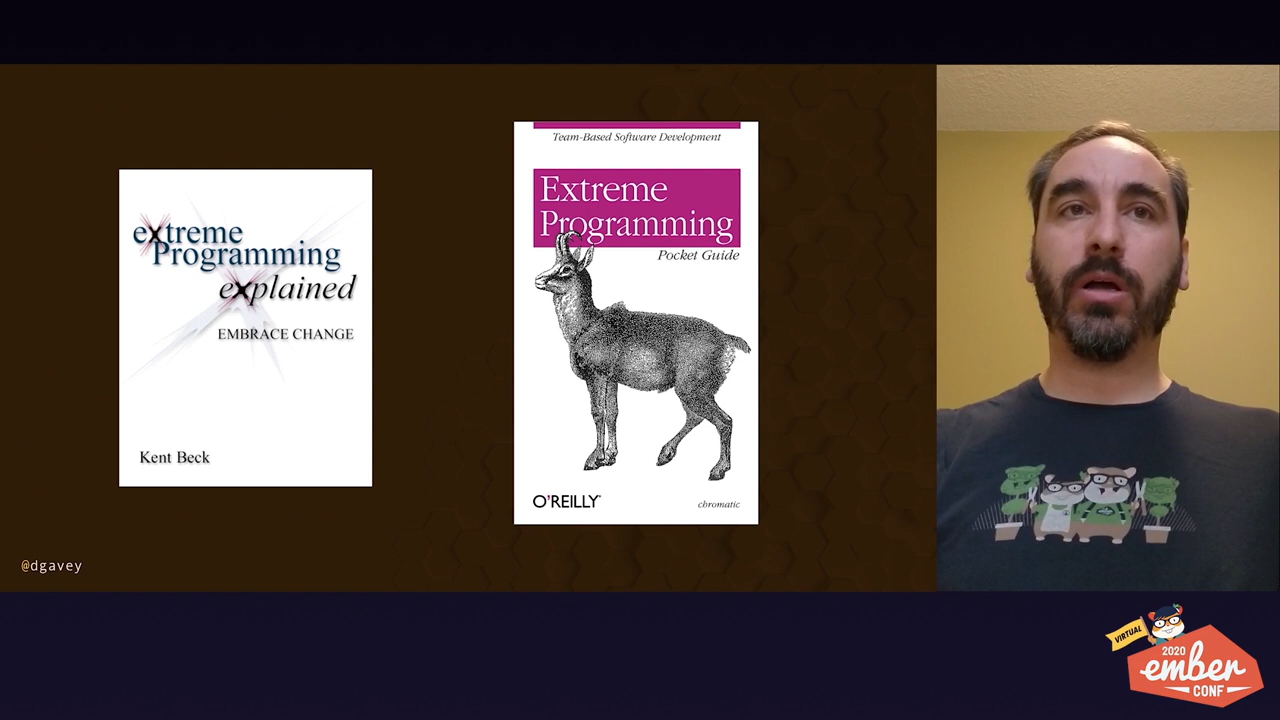 extreme
Programming
explained
EMBRACE CHANGE
Kent Beck
Team-Based Software Development
Extreme
Programming
Pocket Guide
O'REILLY®
chromatic
@dgavey
VIRTUAL
2020
ember
CONF